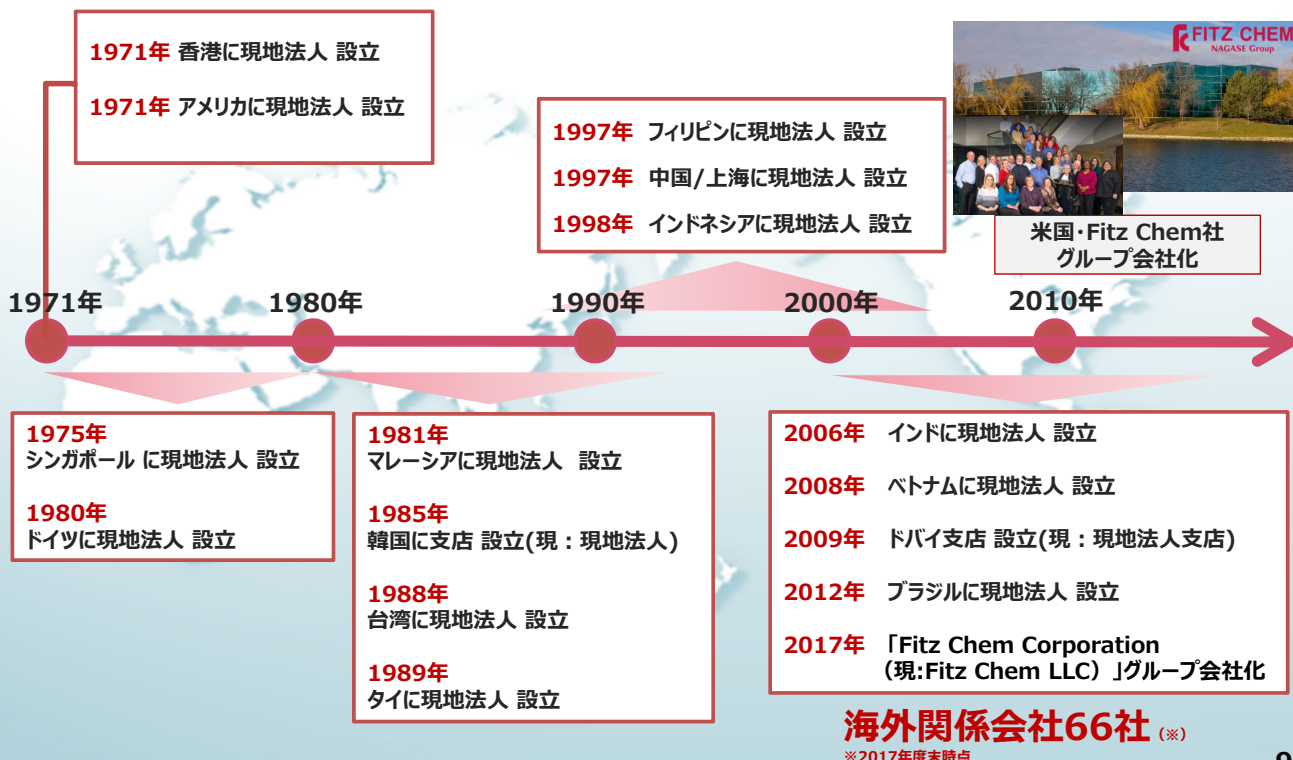 1971年 香港に現地法人 設立
1971年 アメリカに現地法人 設立
FITZ CHEM
NAGASE Group
1997年 フィリピンに現地法人 設立
1997年 中国/上海に現地法人 設立
1998年 インドネシアに現地法人 設立
米国・Fitz Chem社
グループ会社化
1971年 1980年 1990年 2000年 2010年
1975年
シンガポール に現地法人 設立
1980年
ドイツに現地法人 設立
1981年
マレーシアに現地法人 設立
1985年
韓国に支店 設立(現：現地法人)
1988年
台湾に現地法人 設立
1989年
タイに現地法人 設立
2006年 インドに現地法人 設立
2008年 ベトナムに現地法人 設立
2009年 ドバイ支店 設立(現：現地法人支店)
2012年 ブラジルに現地法人 設立
2017年 「Fitz Chem Corporation
（現:Fitz Chem LLC）」グループ会社化
海外関係会社66社（※）
※2017年度末時点
9